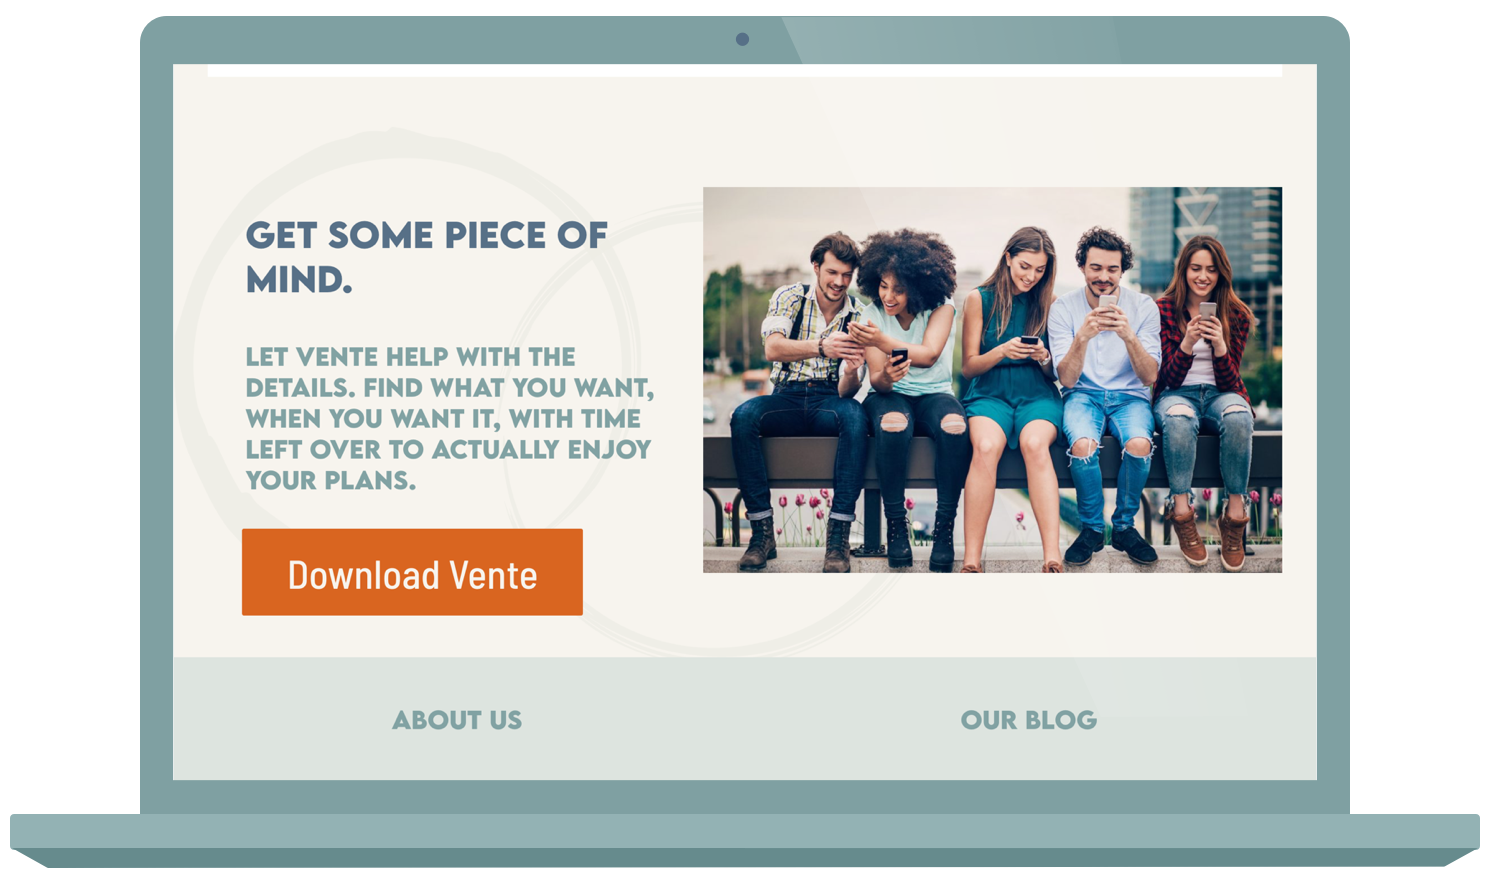 GET SOME PIECE OF
MIND.
LET VENTE HELP WITH THE
DETAILS. FIND WHAT YOU WANT,
WHEN YOU WANT IT, WITH TIME
LEFT OVER TO ACTUALLY ENJOY
YOUR PLANS.
Download Vente
ABOUT US
OUR BLOG